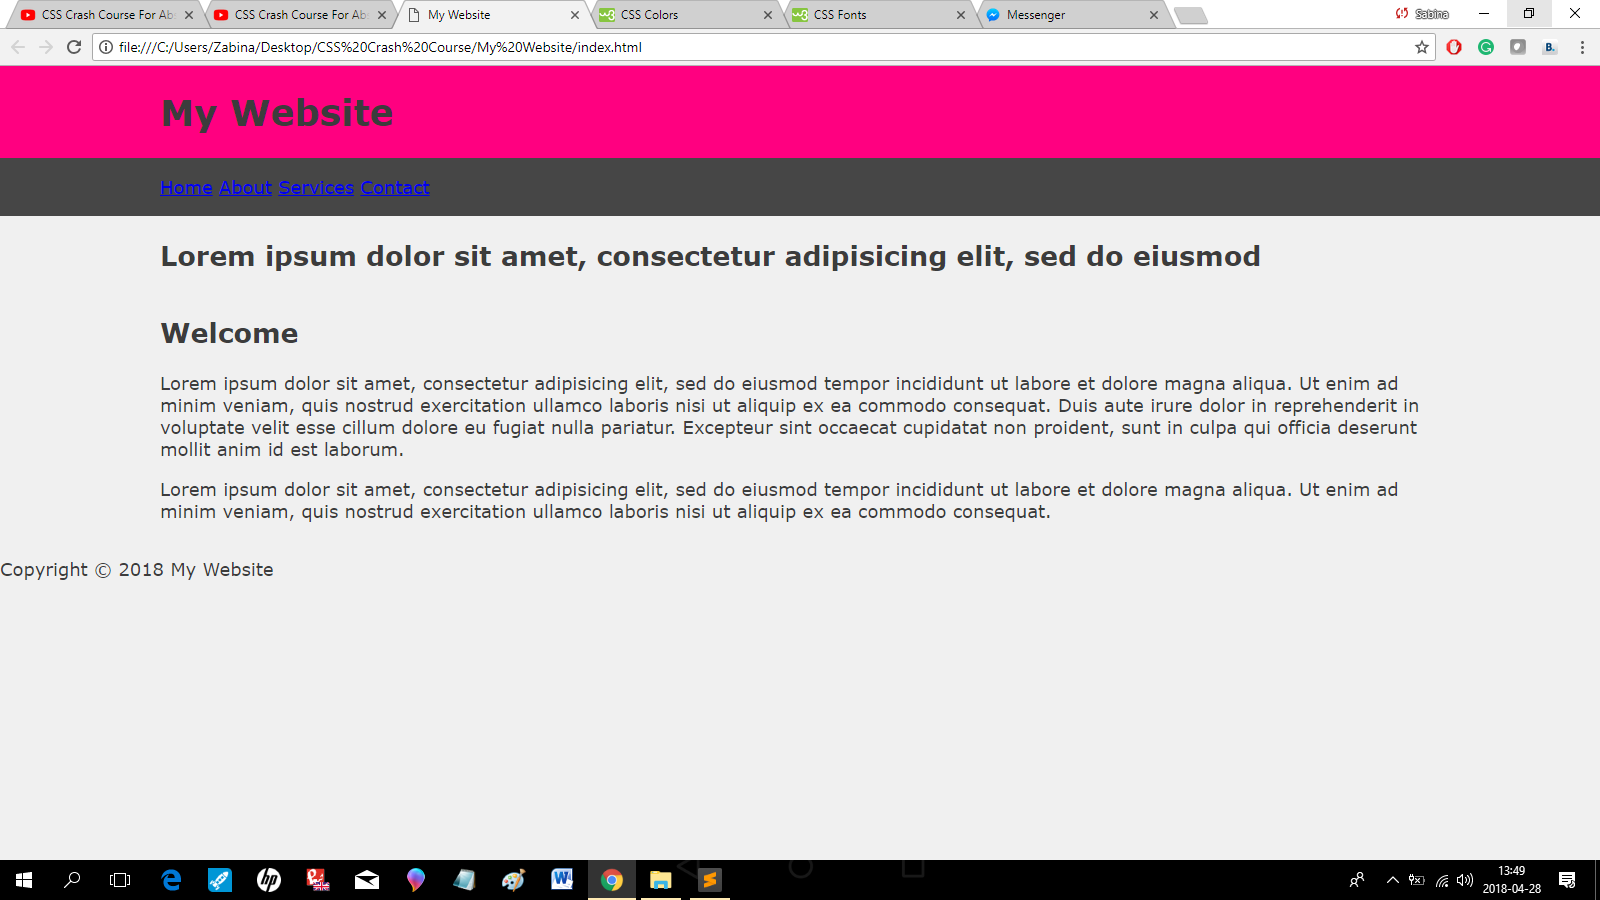 CSS Crash Course For Abs
CSS Crash Course For Abs
My Website
CSS Colors
CSS Fonts
Messenger
Sabina
file:///C:/Users/Zabina/Desktop/CSS%20Crash%20Course/My%20Website/index.html
B.
My Website
Home About Services Contact
Lorem ipsum dolor sit amet, consectetur adipisicing elit, sed do eiusmod
Welcome
Lorem ipsum dolor sit amet, consectetur adipisicing elit, sed do eiusmod tempor incididunt ut labore et dolore magna aliqua. Ut enim ad
minim veniam, quis nostrud exercitation ullamco laboris nisi ut aliquip ex ea commodo consequat. Duis aute irure dolor in reprehenderit in
voluptate velit esse cillum dolore eu fugiat nulla pariatur. Excepteur sint occaecat cupidatat non proident, sunt in culpa qui officia deserunt
mollit anim id est laborum.
Lorem ipsum dolor sit amet, consectetur adipisicing elit, sed do eiusmod tempor incididunt ut labore et dolore magna aliqua. Ut enim ad
minim veniam, quis nostrud exercitation ullamco laboris nisi ut aliquip ex ea commodo consequat.
Copyright © 2018 My Website
hp
13:49
2018-04-28